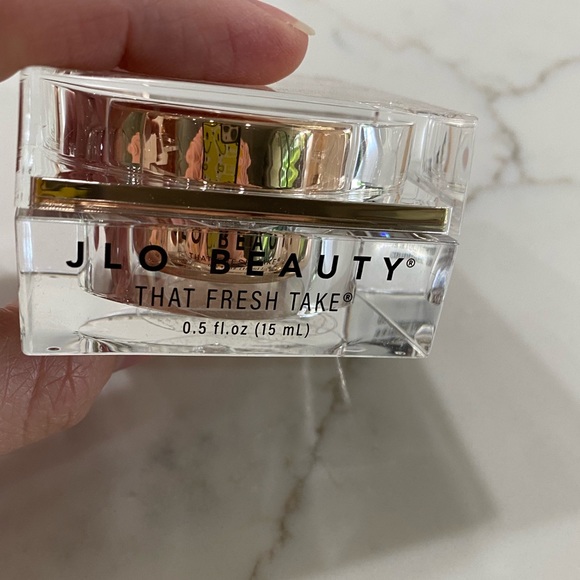 JLO BEAUTY®
THAT FRESH TAKE®
0.5 fl.oz (15 mL)